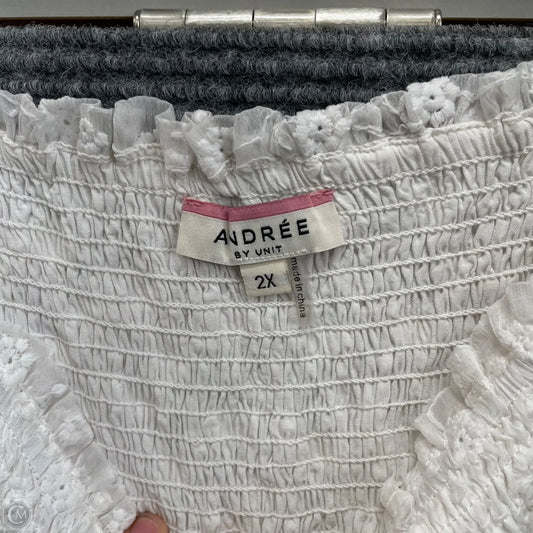 ANDRÉE
BY UNIT
2X
made in china